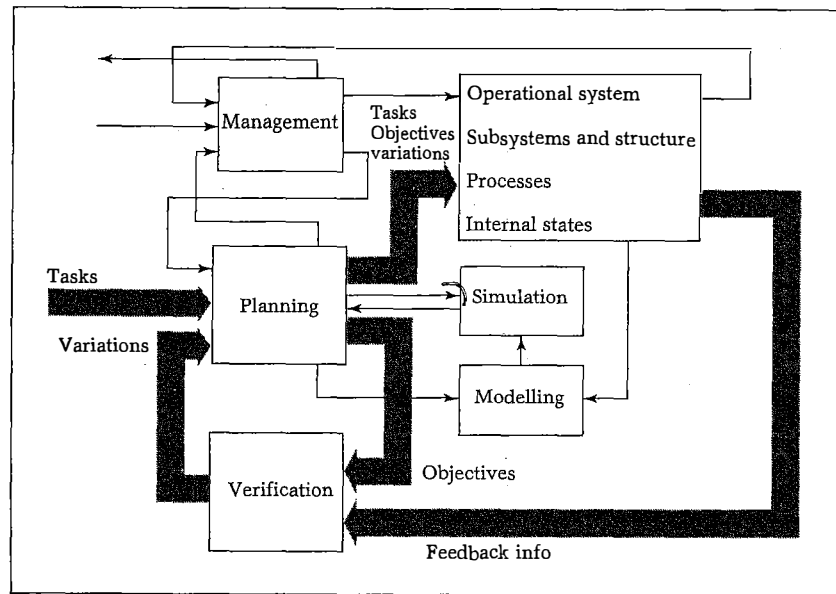 Management
Tasks
Objectives
variations
Operational system
Subsystems and structure
Processes
Internal states
Tasks
Planning
Simulation
Variations
Modelling
Verification
Objectives
Feedback info